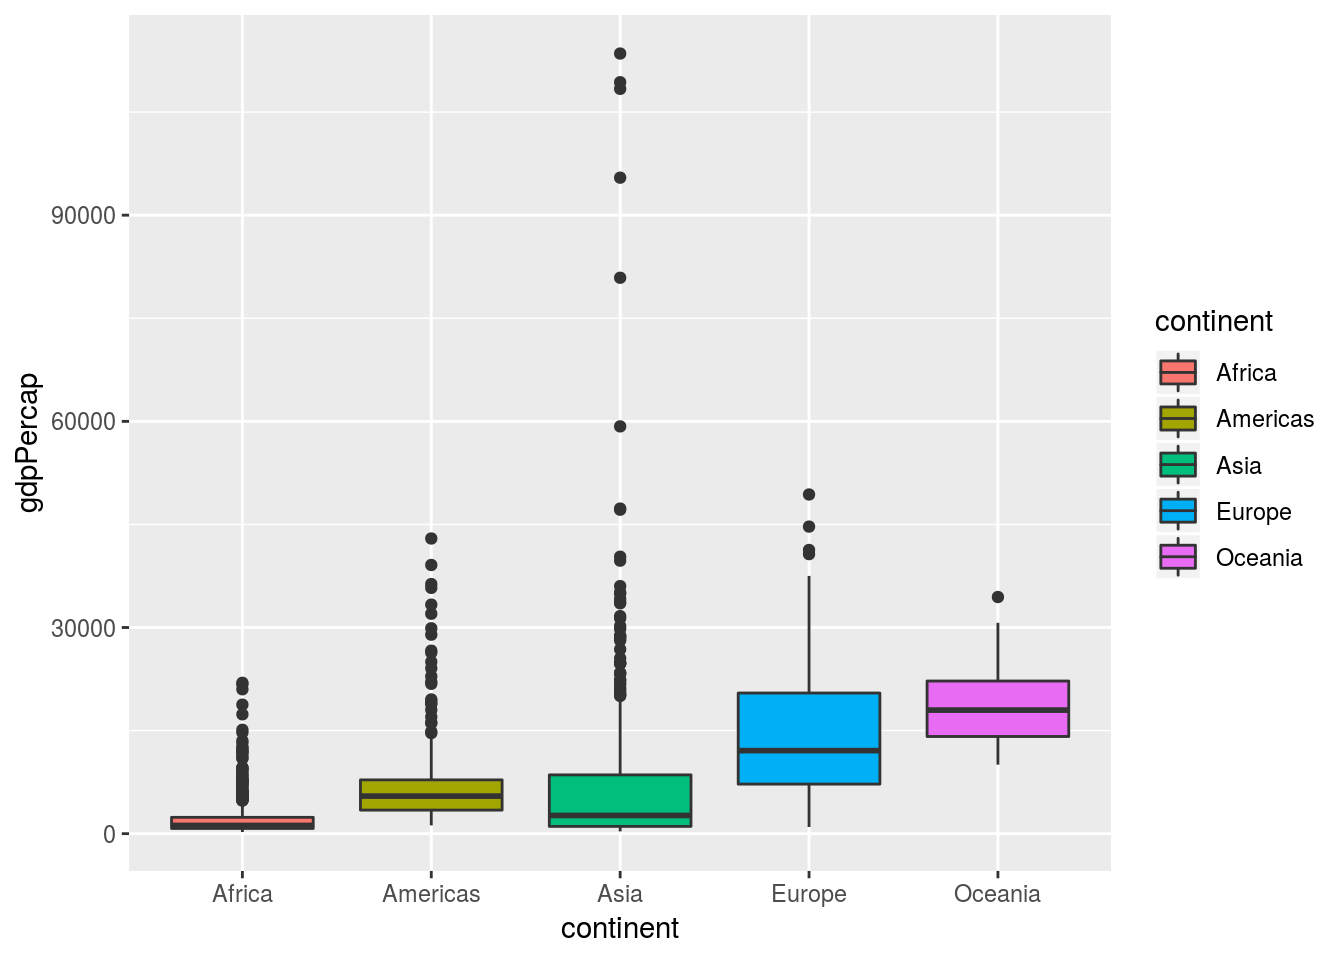 gdpPercap
90000
60000
30000
0
Africa Americas Asia Europe Oceania
continent
continent
Africa
Americas
Asia
Europe
Oceania